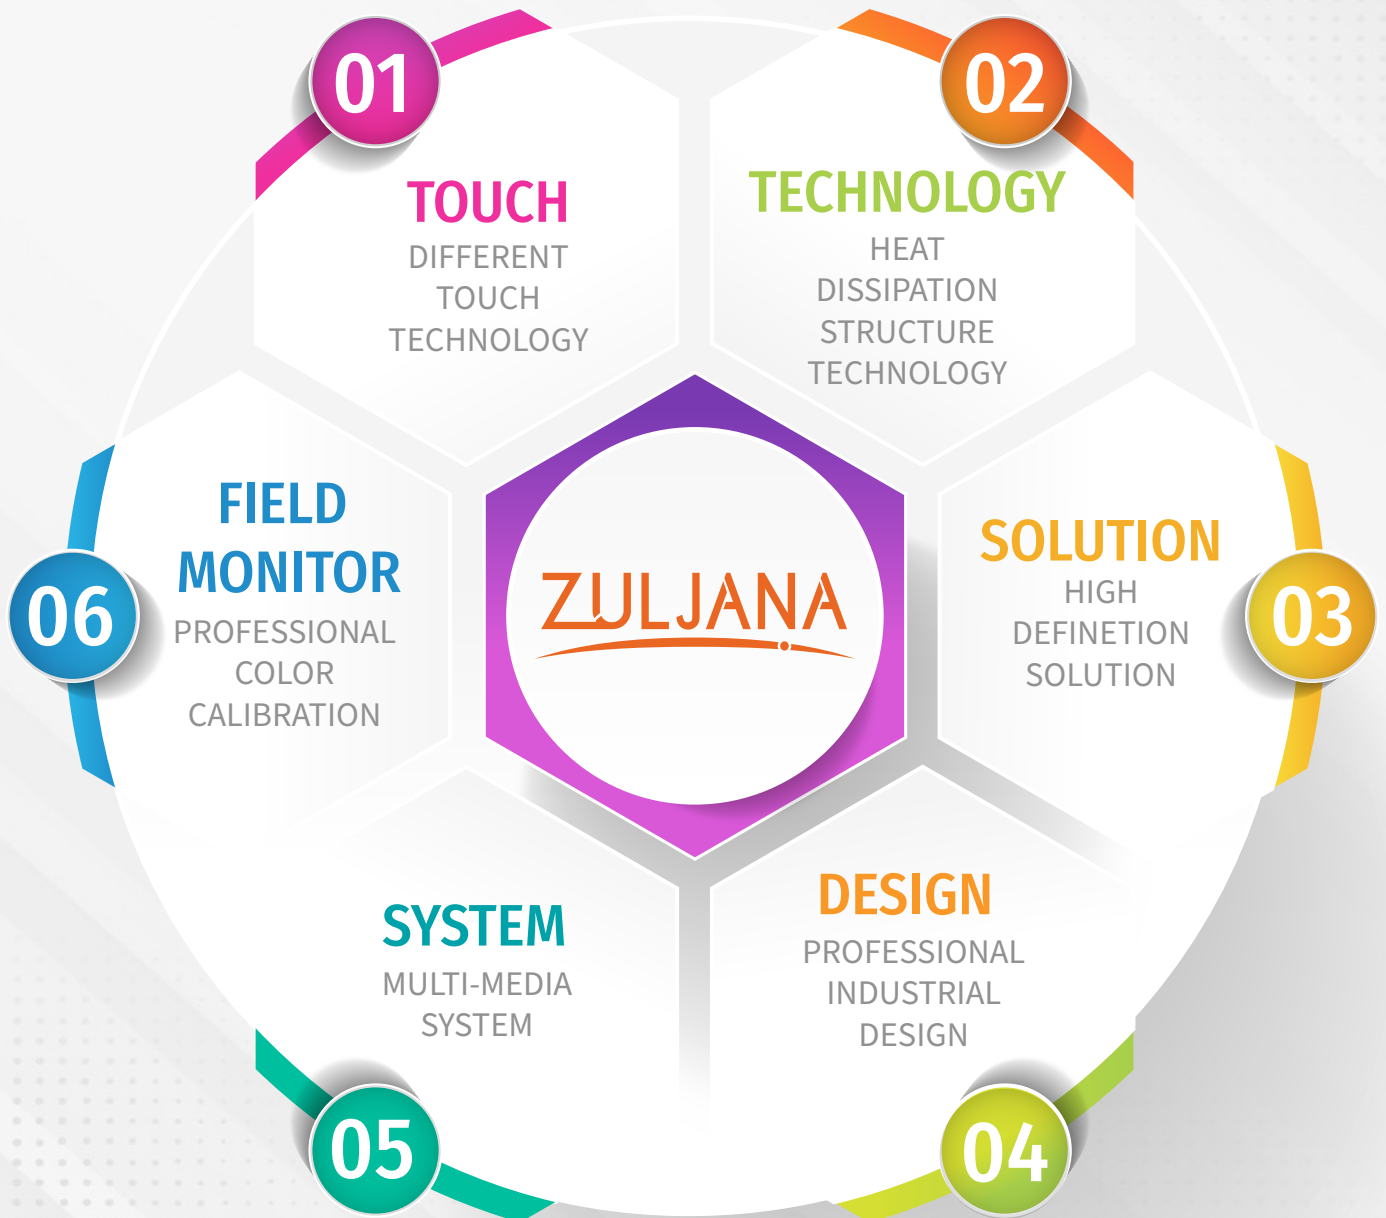 01
TOUCH
DIFFERENT
TOUCH
TECHNOLOGY
02
TECHNOLOGY
HEAT
DISSIPATION
STRUCTURE
TECHNOLOGY
03
SOLUTION
HIGH
DEFINETION
SOLUTION
04
DESIGN
PROFESSIONAL
INDUSTRIAL
DESIGN
05
SYSTEM
MULTI-MEDIA
SYSTEM
06
FIELD
MONITOR
PROFESSIONAL
COLOR
CALIBRATION
ZULJANA